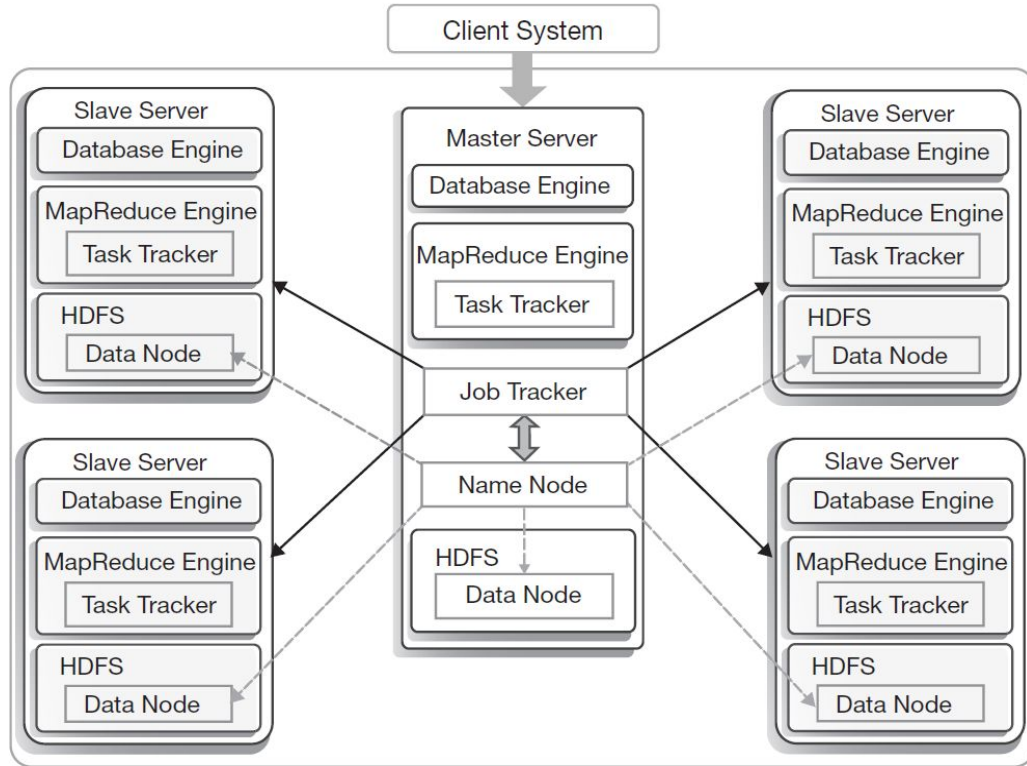 Client System
Slave Server
Database Engine
MapReduce Engine
Task Tracker
HDFS
Data Node
Master Server
Database Engine
MapReduce Engine
Task Tracker
Job Tracker
Name Node
HDFS
Data Node
Slave Server
Database Engine
MapReduce Engine
Task Tracker
HDFS
Data Node
Slave Server
Database Engine
MapReduce Engine
Task Tracker
HDFS
Data Node
Slave Server
Database Engine
MapReduce Engine
Task Tracker
HDFS
Data Node